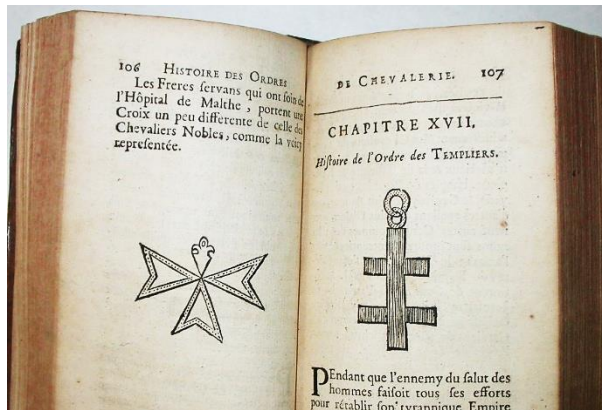 106 HISTOIRE DES ORDRES
Les Freres servans qui ont soin de
l'Hôpital de Malthe, portent une
Croix un peu differente de celle des
Chevaliers Nobles, comme la voicy
representée.
DE CHEVALERIE. 107
CHAPITRE XVII.
Histoire de l'Ordre des TEMPLIERS.
PEndant que l'ennemy du salut des
hommes faisoit tous ses efforts
pour rétablir son tyrannique Empire